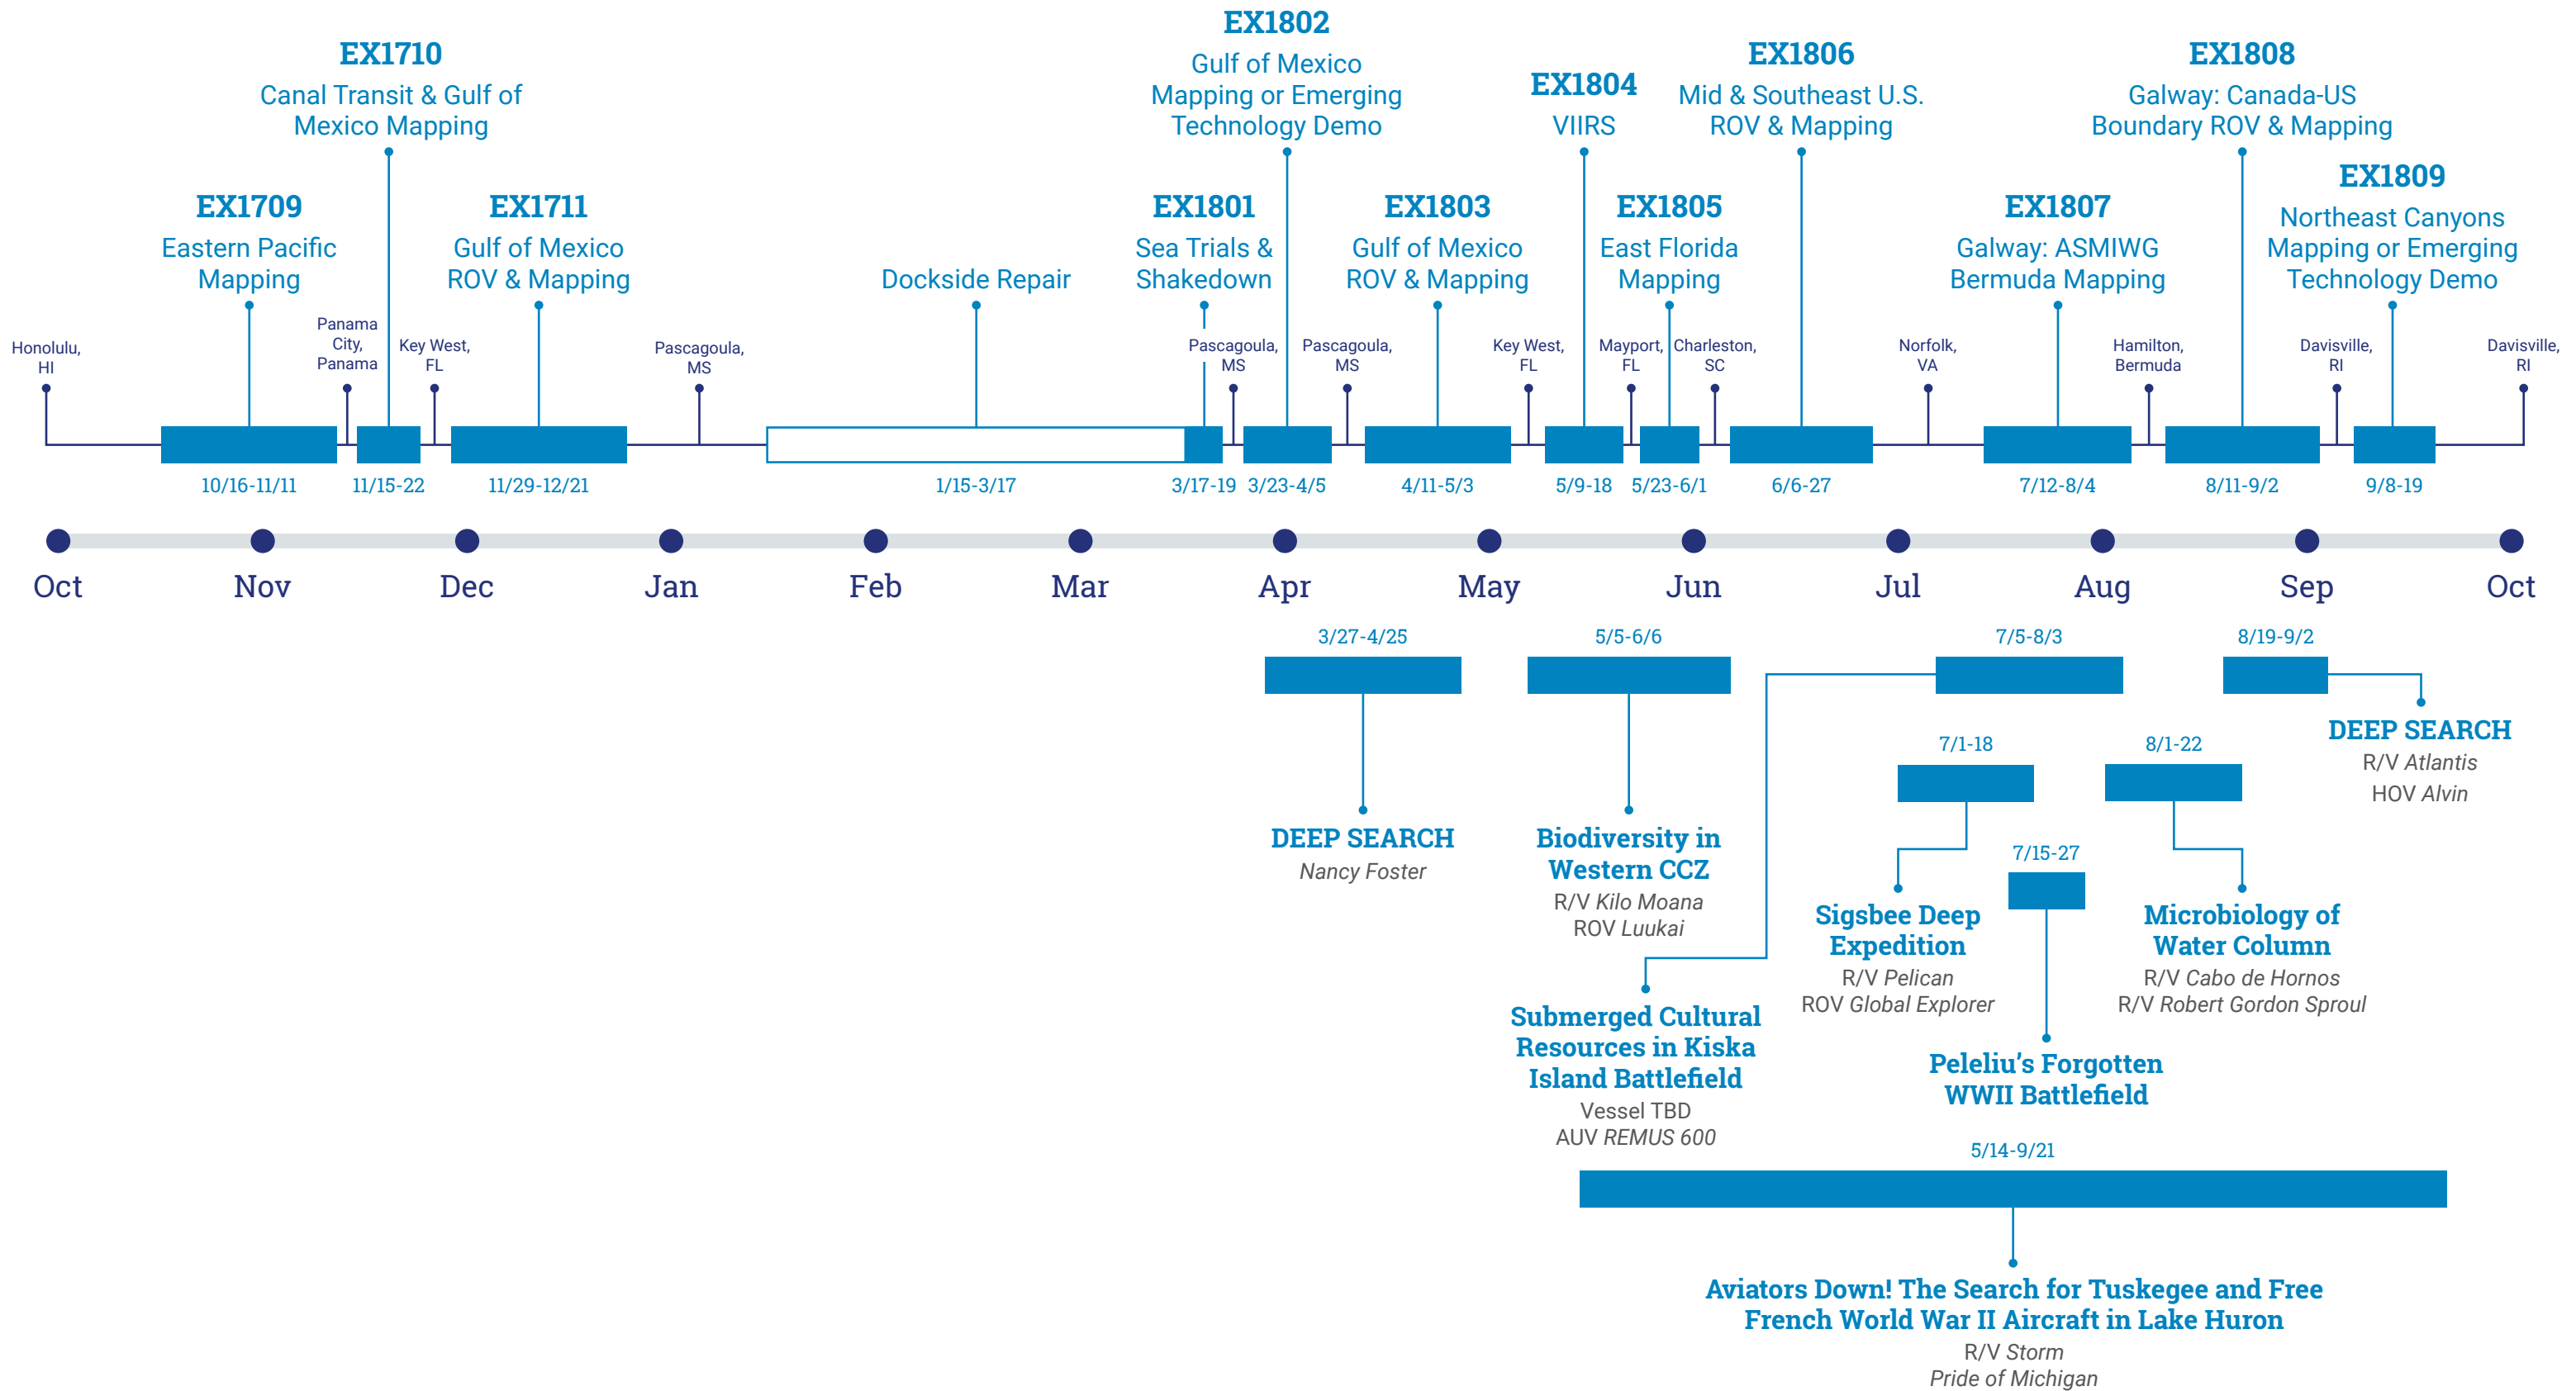 EX1710
Canal Transit & Gulf of
Mexico Mapping
EX1802
Gulf of Mexico
Mapping or Emerging
Technology Demo
EX1804
VIIRS
EX1806
Mid & Southeast U.S.
ROV & Mapping
EX1808
Galway: Canada-US
Boundary ROV & Mapping
EX1709
Eastern Pacific
Mapping
EX1711
Gulf of Mexico
ROV & Mapping
Dockside Repair
EX1801
Sea Trials &
Shakedown
EX1803
Gulf of Mexico
ROV & Mapping
EX1805
East Florida
Mapping
EX1807
Galway: ASMIWG
Bermuda Mapping
EX1809
Northeast Canyons
Mapping or Emerging
Technology Demo
Honolulu,
HI
Panama
City,
Panama
Key West,
FL
Pascagoula,
MS
Pascagoula,
MS
Pascagoula,
MS
Key West,
FL
Mayport,
FL
Charleston,
SC
Norfolk,
VA
Hamilton,
Bermuda
Davisville,
RI
Davisville,
RI
10/16-11/11
11/15-22
11/29-12/21
1/15-3/17
3/17-19
3/23-4/5
4/11-5/3
5/9-18
5/23-6/1
6/6-27
7/12-8/4
8/11-9/2
9/8-19
Oct
Nov
Dec
Jan
Feb
Mar
Apr
May
Jun
Jul
Aug
Sep
Oct
3/27-4/25
DEEP SEARCH
Nancy Foster
5/5-6/6
Biodiversity in
Western CCZ
R/V Kilo Moana
ROV Luukai
7/5-8/3
Submerged Cultural
Resources in Kiska
Island Battlefield
Vessel TBD
AUV REMUS 600
7/1-18
Sigsbee Deep
Expedition
R/V Pelican
ROV Global Explorer
7/15-27
Peleliu’s Forgotten
WWII Battlefield
8/1-22
Microbiology of
Water Column
R/V Cabo de Hornos
R/V Robert Gordon Sproul
8/19-9/2
DEEP SEARCH
R/V Atlantis
HOV Alvin
5/14-9/21
Aviators Down! The Search for Tuskegee and Free
French World War II Aircraft in Lake Huron
R/V Storm
Pride of Michigan